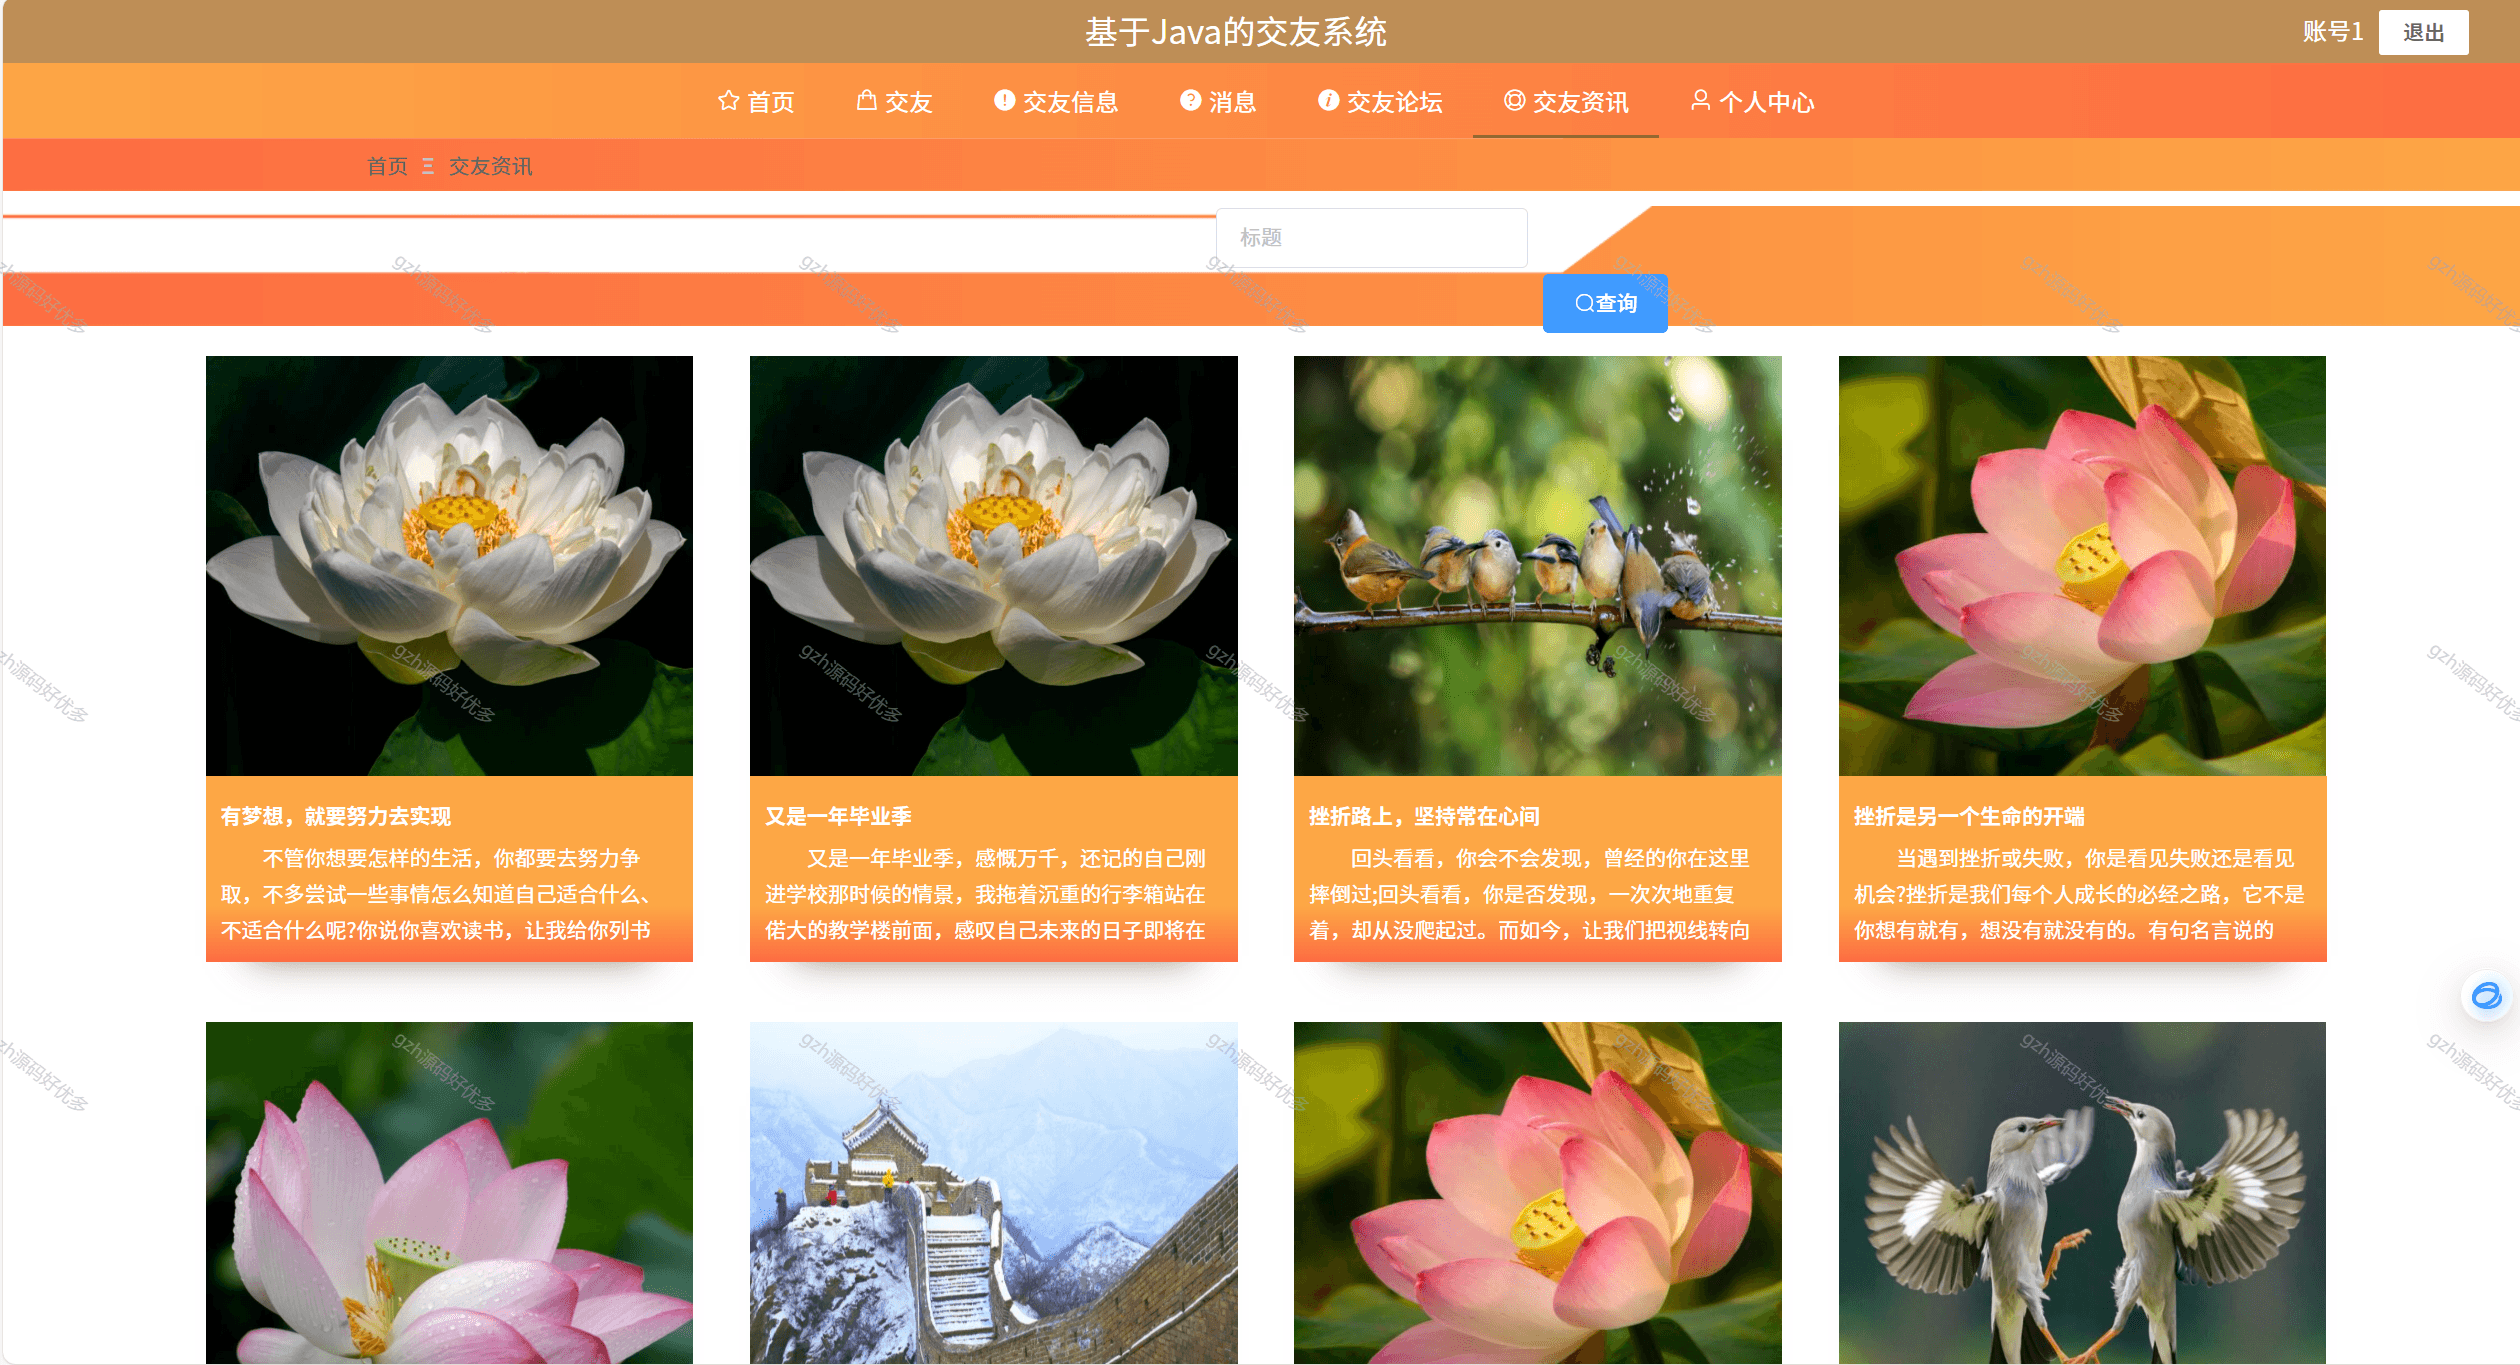 基于Java的交友系统
账号1 退出
首页 交友 交友信息 消息 交友论坛 交友资讯 个人中心
首页 Ξ 交友资讯
标题
查询
有梦想，就要努力去实现
不管你想要怎样的生活，你都要去努力争
取，不多尝试一些事情怎么知道自己适合什么、
不适合什么呢?你说你喜欢读书，让我给你列书
又是一年毕业季
又是一年毕业季，感慨万千，还记的自己刚
进学校那时候的情景，我拖着沉重的行李箱站在
偌大的教学楼前面，感叹自己未来的日子即将在
挫折路上，坚持常在心间
回头看看，你会不会发现，曾经的你在这里
摔倒过;回头看看，你是否发现，一次次地重复
着，却从没爬起过。而如今，让我们把视线转向
挫折是另一个生命的开端
当遇到挫折或失败，你是看见失败还是看见
机会?挫折是我们每个人成长的必经之路，它不是
你想有就有，想没有就没有的。有句名言说的
gzh源码好优多